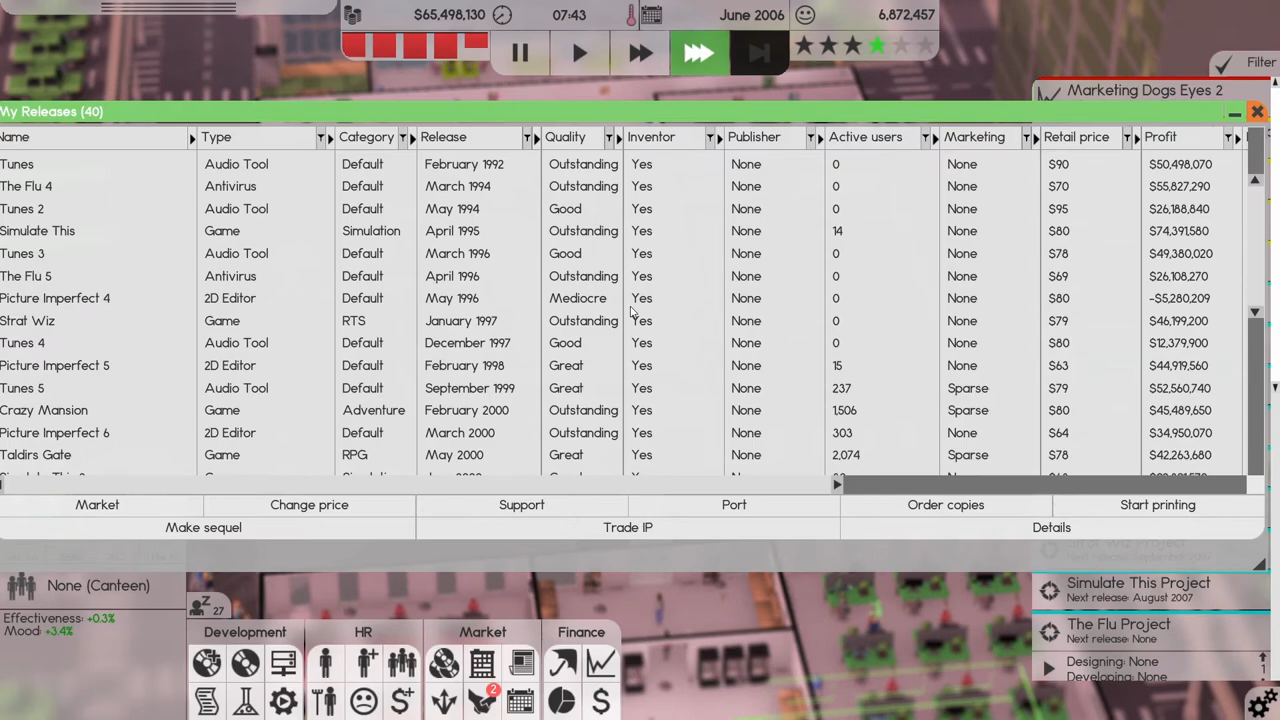 $65,498,130 07:43 June 2006 6,872,457
Filter
Marketing Dogs Eyes 2
My Releases (40)
Name Type Category Release Quality Inventor Publisher Active users Marketing Retail price Profit
Tunes Audio Tool Default February 1992 Outstanding Yes None 0 None $90 $50,498,070
The Flu 4 Antivirus Default March 1994 Outstanding Yes None 0 None $70 $55,827,290
Tunes 2 Audio Tool Default May 1994 Good Yes None 0 None $95 $26,188,840
Simulate This Game Simulation April 1995 Outstanding Yes None 14 None $80 $74,391,580
Tunes 3 Audio Tool Default March 1996 Good Yes None 0 None $78 $49,380,020
The Flu 5 Antivirus Default April 1996 Outstanding Yes None 0 None $69 $26,108,270
Picture Imperfect 4 2D Editor Default May 1996 Mediocre Yes None 0 None $80 -$5,280,209
Strat Wiz Game RTS January 1997 Outstanding Yes None 0 None $79 $46,199,200
Tunes 4 Audio Tool Default December 1997 Good Yes None 0 None $80 $12,379,900
Picture Imperfect 5 2D Editor Default February 1998 Great Yes None 15 None $63 $44,919,560
Tunes 5 Audio Tool Default September 1999 Great Yes None 237 Sparse $79 $52,560,740
Crazy Mansion Game Adventure February 2000 Outstanding Yes None 1,506 Sparse $80 $45,489,650
Picture Imperfect 6 2D Editor Default March 2000 Outstanding Yes None 303 None $64 $34,950,070
Taldirs Gate Game RPG May 2000 Great Yes None 2,074 Sparse $78 $42,263,680
Market Change price Support Port Order copies Start printing
Make sequel Trade IP Details
Strat Wiz Project
None (Canteen)
Effectiveness: +0.3%
Mood: +3.4%
Simulate This Project
Next release: August 2007
The Flu Project
Next release: None
Designing: None
Developing: None
1
Z 27
Development HR Market Finance
2